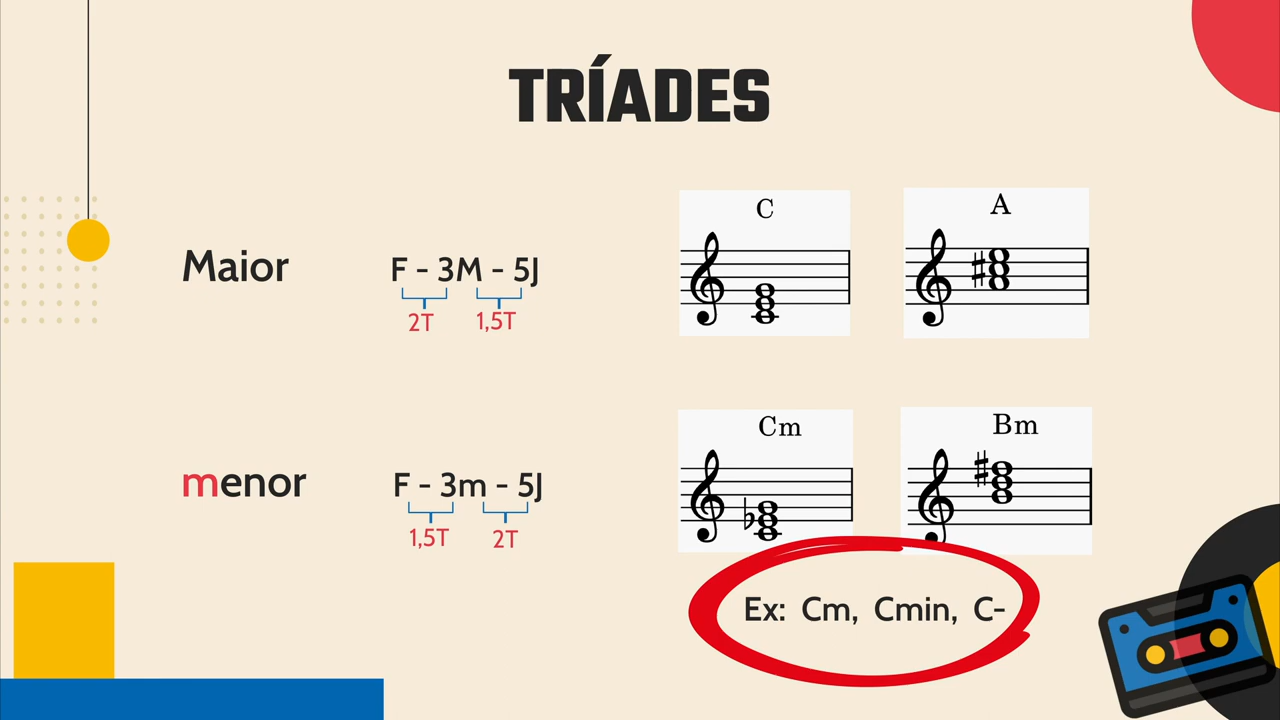 TRÍADES
C
A
Maior
F - 3M - 5J
2T
1,5T
Cm
Bm
menor
F - 3m - 5J
1,5T
2T
Ex: Cm, Cmin, C-